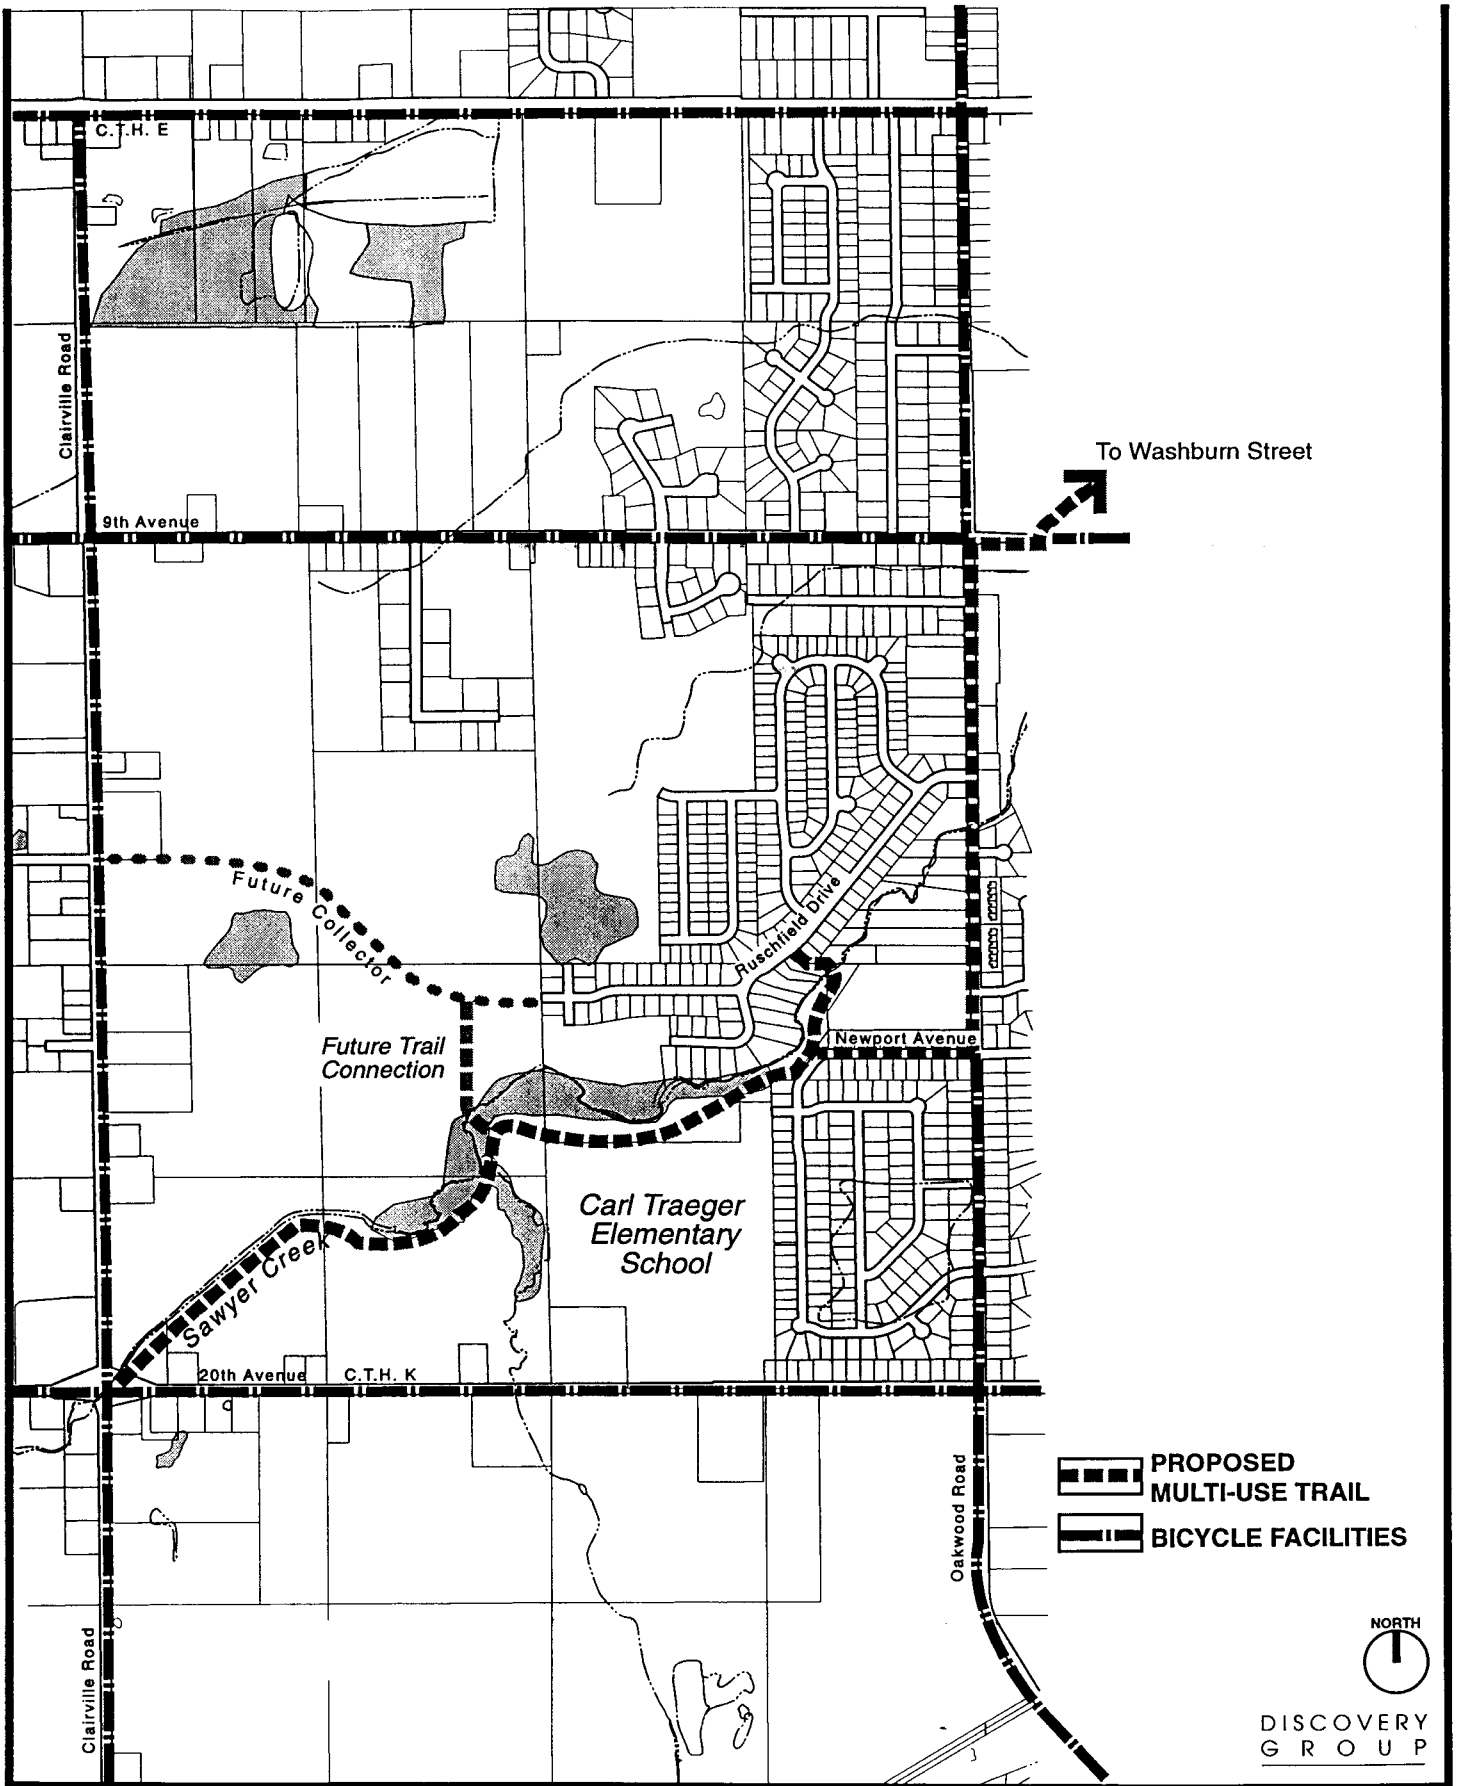 C.T.H. E
Clairville Road
To Washburn Street
9th Avenue
Future Collector
Ruschfield Drive
Future Trail
Connection
Newport Avenue
Carl Traeger
Elementary
School
Sawyer Creek
20th Avenue
C.T.H. K
Oakwood Road
PROPOSED
MULTI-USE TRAIL
BICYCLE FACILITIES
Clairville Road
NORTH
DISCOVERY
GROUP